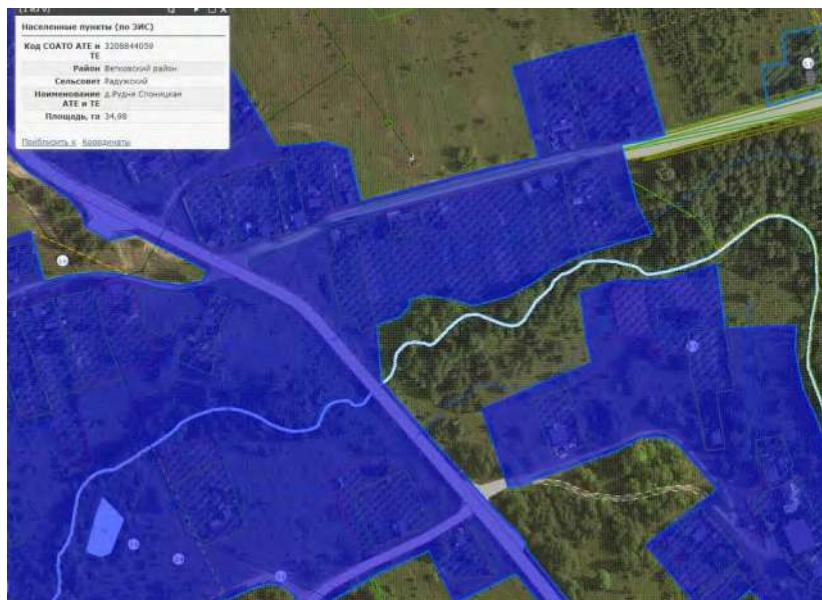 Населенные пункты (по ЗИС)
Код СОАТО АТЕ и 3208844059
ТЕ
Район Ветковский район
Сельсовет Радужский
Наименование д.Рудня Споницкая
АТЕ и ТЕ
Площадь, га 34,98
Приблизить к Координаты